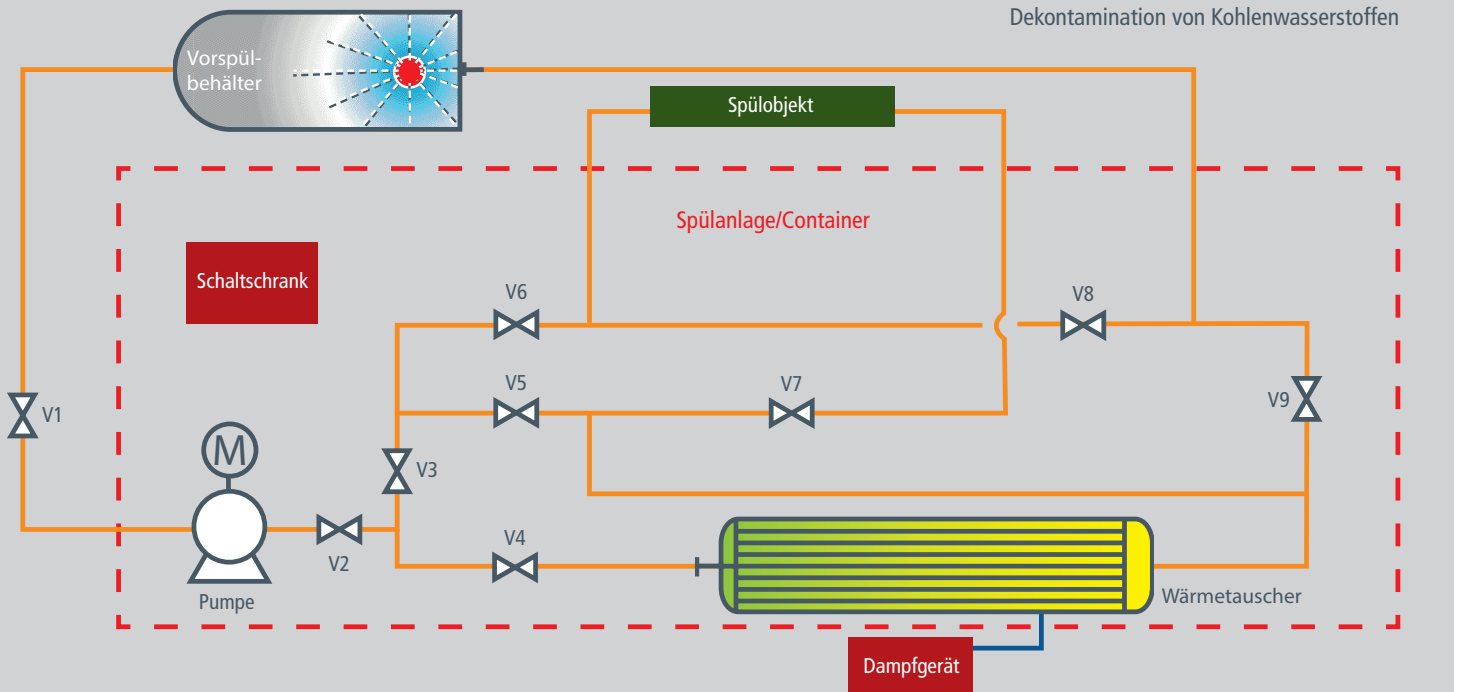 Dekontamination von Kohlenwasserstoffen
Vorspül-
behälter
Spülobjekt
Spülanlage/Container
Schaltschrank
V6
V8
V5
V7
V9
V1
M
V3
V4
V2
Pumpe
Wärmetauscher
Dampfgerät